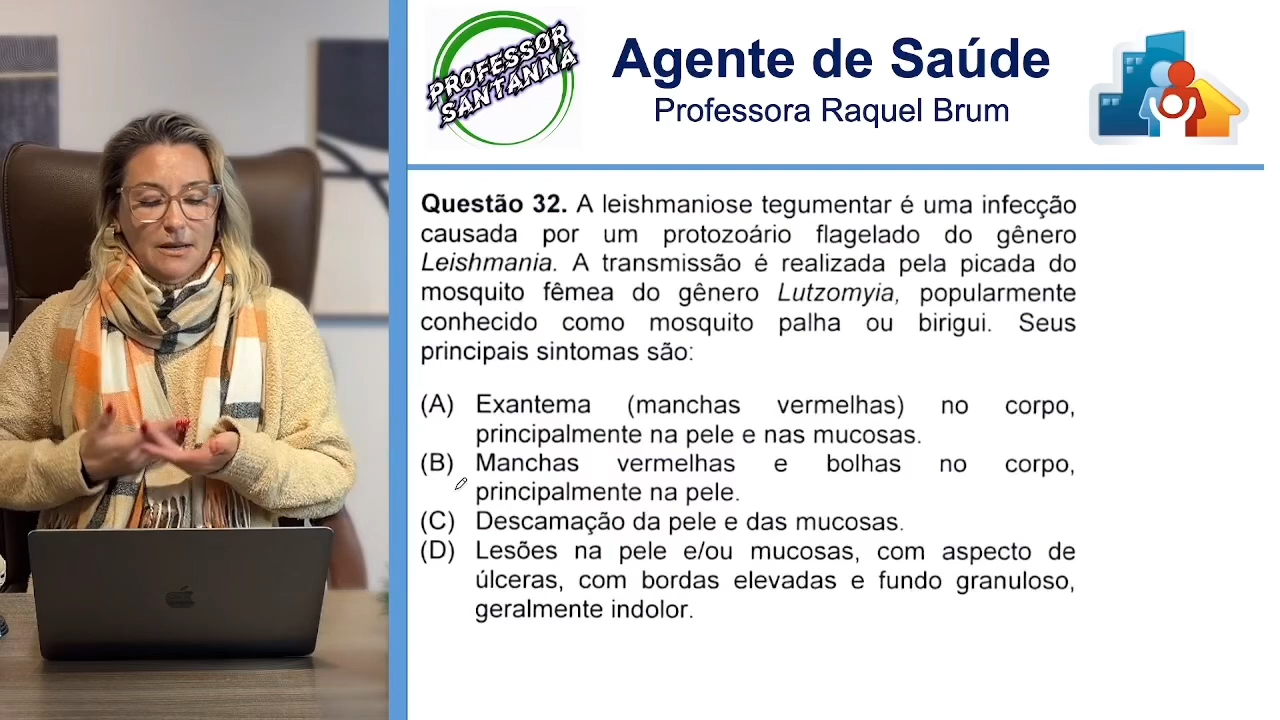 PROFESSOR
SANTANNA
Agente de Saúde
Professora Raquel Brum
Questão 32. A leishmaniose tegumentar é uma infecção
causada por um protozoário flagelado do gênero
Leishmania. A transmissão é realizada pela picada do
mosquito fêmea do gênero Lutzomyia, popularmente
conhecido como mosquito palha ou birigui. Seus
principais sintomas são:
(A) Exantema (manchas vermelhas) no corpo,
principalmente na pele e nas mucosas.
(B) Manchas vermelhas e bolhas no corpo,
principalmente na pele.
(C) Descamação da pele e das mucosas.
(D) Lesões na pele e/ou mucosas, com aspecto de
úlceras, com bordas elevadas e fundo granuloso,
geralmente indolor.